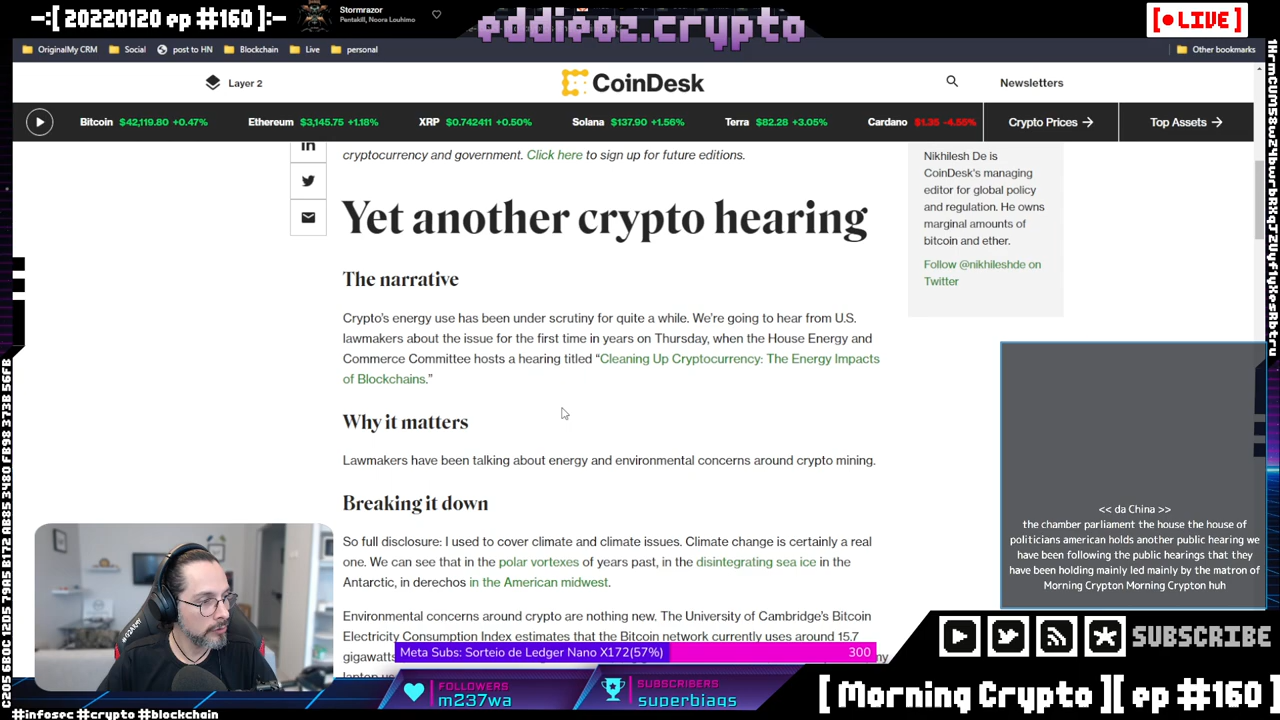 -:[ 20220120 ep #160 ]:-
Stormrazor
Pentakill, Noora Louhimo
eddieoz.crypto
[● LIVE]
OriginalMy CRM
Social
post to HN
Blockchain
Live
personal
Other bookmarks
Layer 2
CoinDesk
Newsletters
Bitcoin $42,119.80 +0.47%
Ethereum $3,145.75 +1.18%
XRP $0.742411 +0.50%
Solana $137.90 +1.56%
Terra $82.28 +3.05%
Cardano $1.35 -4.56%
Crypto Prices →
Top Assets →
cryptocurrency and government. Click here to sign up for future editions.
Yet another crypto hearing
The narrative
Crypto's energy use has been under scrutiny for quite a while. We're going to hear from U.S.
lawmakers about the issue for the first time in years on Thursday, when the House Energy and
Commerce Committee hosts a hearing titled “Cleaning Up Cryptocurrency: The Energy Impacts
of Blockchains.”
Why it matters
Lawmakers have been talking about energy and environmental concerns around crypto mining.
Breaking it down
So full disclosure: I used to cover climate and climate issues. Climate change is certainly a real
one. We can see that in the polar vortexes of years past, in the disintegrating sea ice in the
Antarctic, in derechos in the American midwest.
Environmental concerns around crypto are nothing new. The University of Cambridge's Bitcoin
Electricity Consumption Index estimates that the Bitcoin network currently uses around 15.7
Nikhilesh De is
CoinDesk's managing
editor for global policy
and regulation. He owns
marginal amounts of
bitcoin and ether.
Follow @nikhileshde on
Twitter
<< da China >>
the chamber parliament the house the house of
politicians american holds another public hearing we
have been following the public hearings that they
have been holding mainly led mainly by the matron of
Morning Crypton Morning Crypton huh
Meta Subs: Sorteio de Ledger Nano X172(57%)
300
FOLLOWERS
m237wa
SUBSCRIBERS
superbiaqs
SUBSCRIBE
[ Morning Crypto ][ ep #160 ]
#infosec #crypto #blockchain